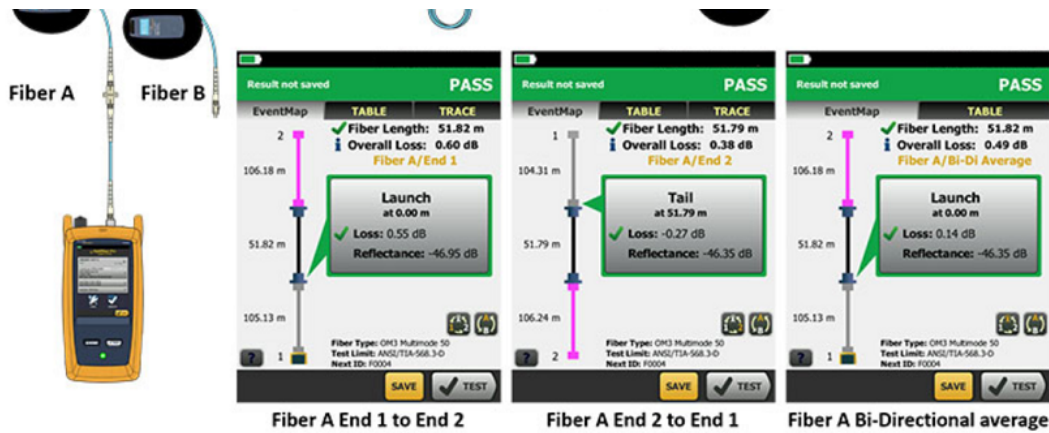 Fiber A
Fiber B
Result not saved
PASS
EventMap
TABLE
TRACE
Fiber Length: 51.82 m
Overall Loss: 0.60 dB
Fiber A/End 1
2
106.18 m
Launch
at 0.00 m
Loss: 0.55 dB
Reflectance: -46.95 dB
51.82 m
105.13 m
1
Fiber Type: OM3 Multimode 50
Test Limit: ANSI/TIA-568.3-D
Next ID: F0004
?
SAVE
TEST
Fiber A End 1 to End 2
Result not saved
PASS
EventMap
TABLE
TRACE
Fiber Length: 51.79 m
Overall Loss: 0.38 dB
Fiber A/End 2
1
104.31 m
Tail
at 51.79 m
Loss: -0.27 dB
Reflectance: -46.35 dB
51.79 m
106.24 m
2
Fiber Type: OM3 Multimode 50
Test Limit: ANSI/TIA-568.3-D
Next ID: F0004
?
SAVE
TEST
Fiber A End 2 to End 1
Result not saved
PASS
EventMap
TABLE
Fiber Length: 51.82 m
Overall Loss: 0.49 dB
Fiber A/Bi-Di Average
2
106.18 m
Launch
at 0.00 m
Loss: 0.14 dB
Reflectance: -46.35 dB
51.82 m
105.13 m
1
Fiber Type: OM3 Multimode 50
Test Limit: ANSI/TIA-568.3-D
Next ID: F0004
?
SAVE
TEST
Fiber A Bi-Directional average